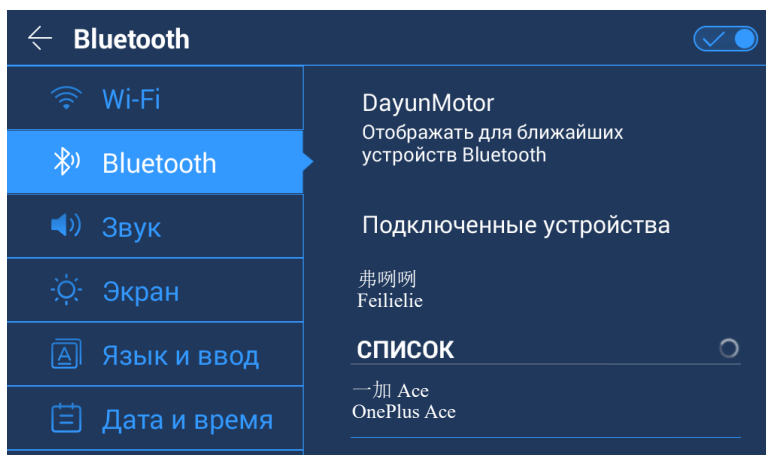 Bluetooth
Wi-Fi
Bluetooth
Звук
Экран
Язык и ввод
Дата и время
DayunMotor
Отображать для ближайших
устройств Bluetooth
Подключенные устройства
弗咧咧
Feilielie
СПИСОК
一加 Ace
OnePlus Ace